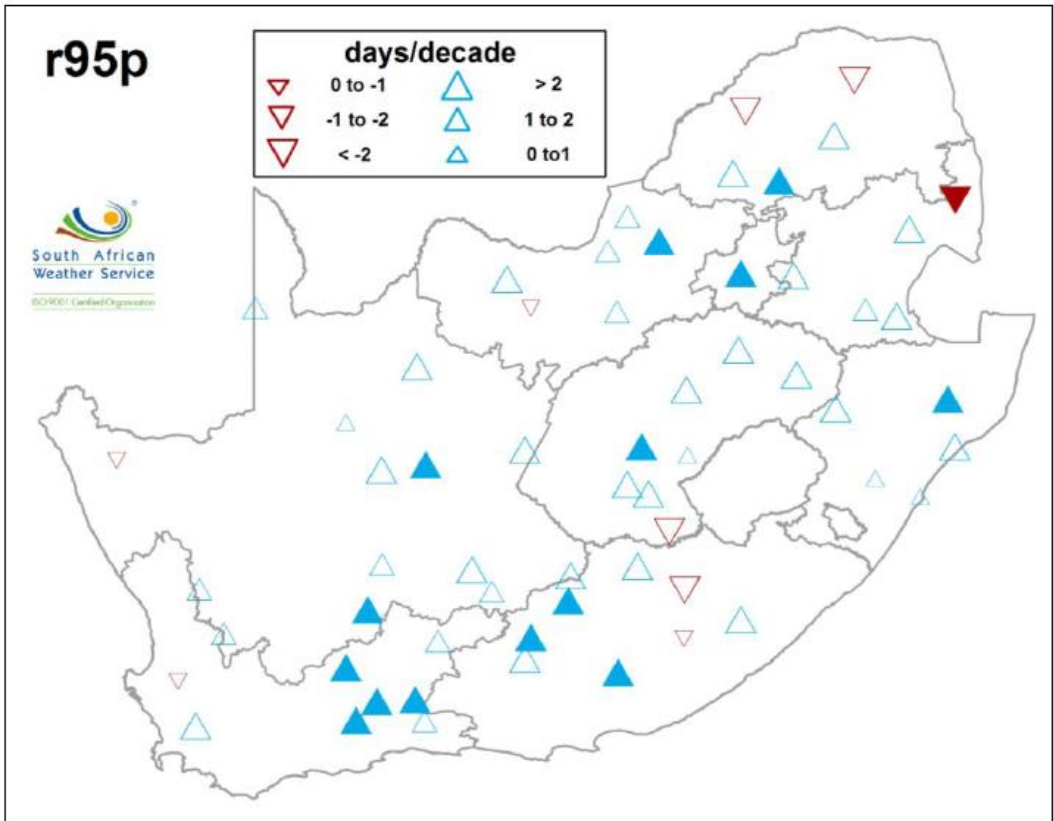 r95p
days/decade
0 to -1
> 2
-1 to -2
1 to 2
< -2
0 to1
South African
Weather Service
ISO 9001 Certified Organisation